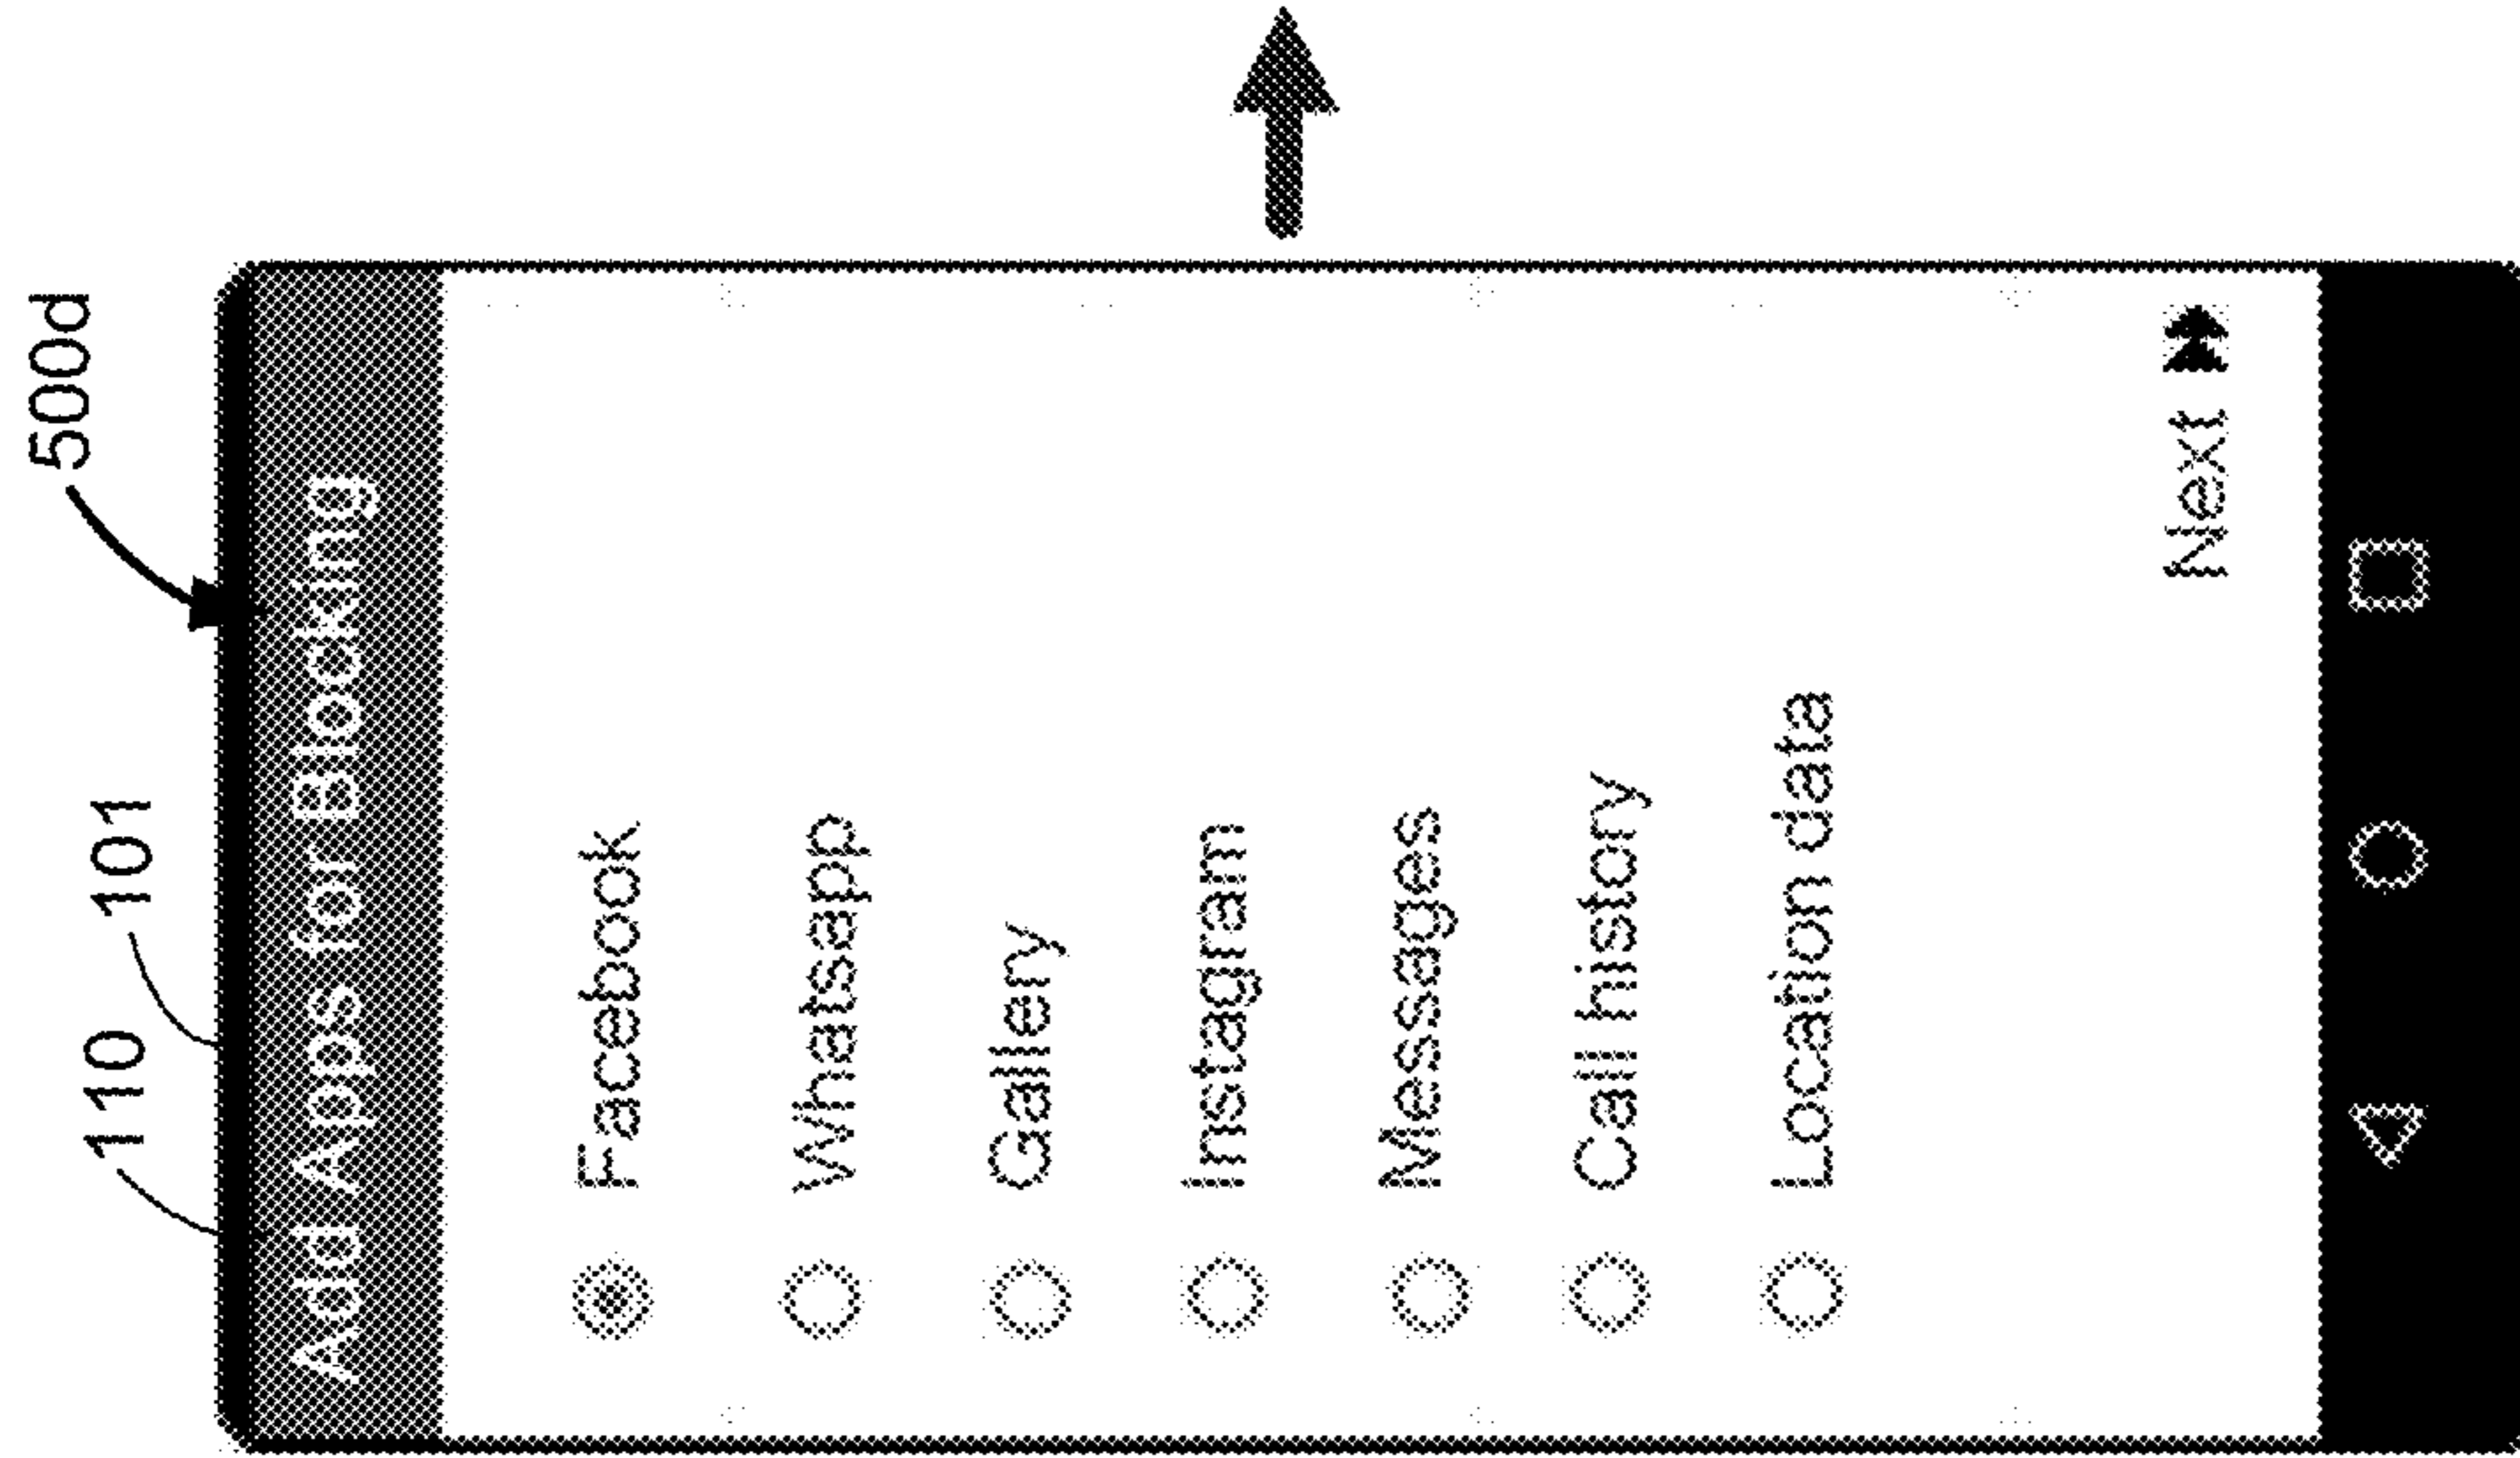 500d
110
101
Add Apps for Blocking
Facebook
Whatsapp
Gallery
Instagram
Messages
Call history
Location data
Next